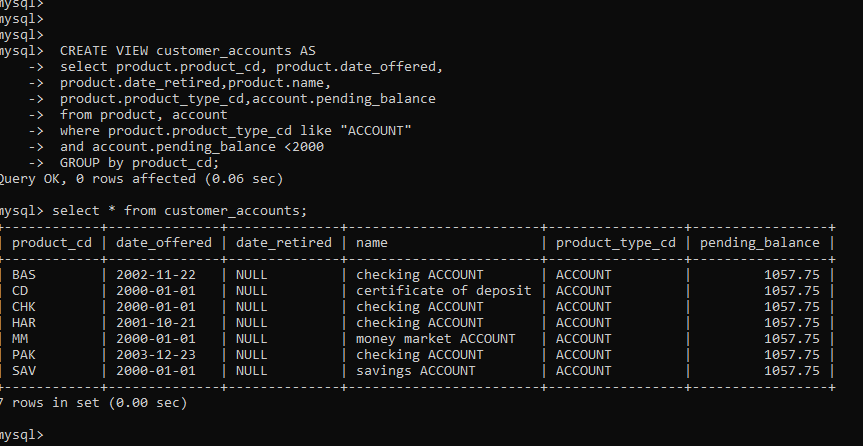 mysql>
mysql>
mysql>
mysql>  CREATE VIEW customer_accounts AS
    ->  select product.product_cd, product.date_offered,
    ->  product.date_retired,product.name,
    ->  product.product_type_cd,account.pending_balance
    ->  from product, account
    ->  where product.product_type_cd like "ACCOUNT"
    ->  and account.pending_balance <2000
    ->  GROUP by product_cd;
Query OK, 0 rows affected (0.06 sec)
mysql> select * from customer_accounts;
+------------+--------------+--------------+------------------------+-----------------+-----------------+
| product_cd | date_offered | date_retired | name                   | product_type_cd | pending_balance |
+------------+--------------+--------------+------------------------+-----------------+-----------------+
| BAS        | 2002-11-22   | NULL         | checking ACCOUNT       | ACCOUNT         |         1057.75 |
| CD         | 2000-01-01   | NULL         | certificate of deposit | ACCOUNT         |         1057.75 |
| CHK        | 2000-01-01   | NULL         | checking ACCOUNT       | ACCOUNT         |         1057.75 |
| HAR        | 2001-10-21   | NULL         | checking ACCOUNT       | ACCOUNT         |         1057.75 |
| MM         | 2000-01-01   | NULL         | money market ACCOUNT   | ACCOUNT         |         1057.75 |
| PAK        | 2003-12-23   | NULL         | checking ACCOUNT       | ACCOUNT         |         1057.75 |
| SAV        | 2000-01-01   | NULL         | savings ACCOUNT        | ACCOUNT         |         1057.75 |
+------------+--------------+--------------+------------------------+-----------------+-----------------+
7 rows in set (0.00 sec)
mysql>